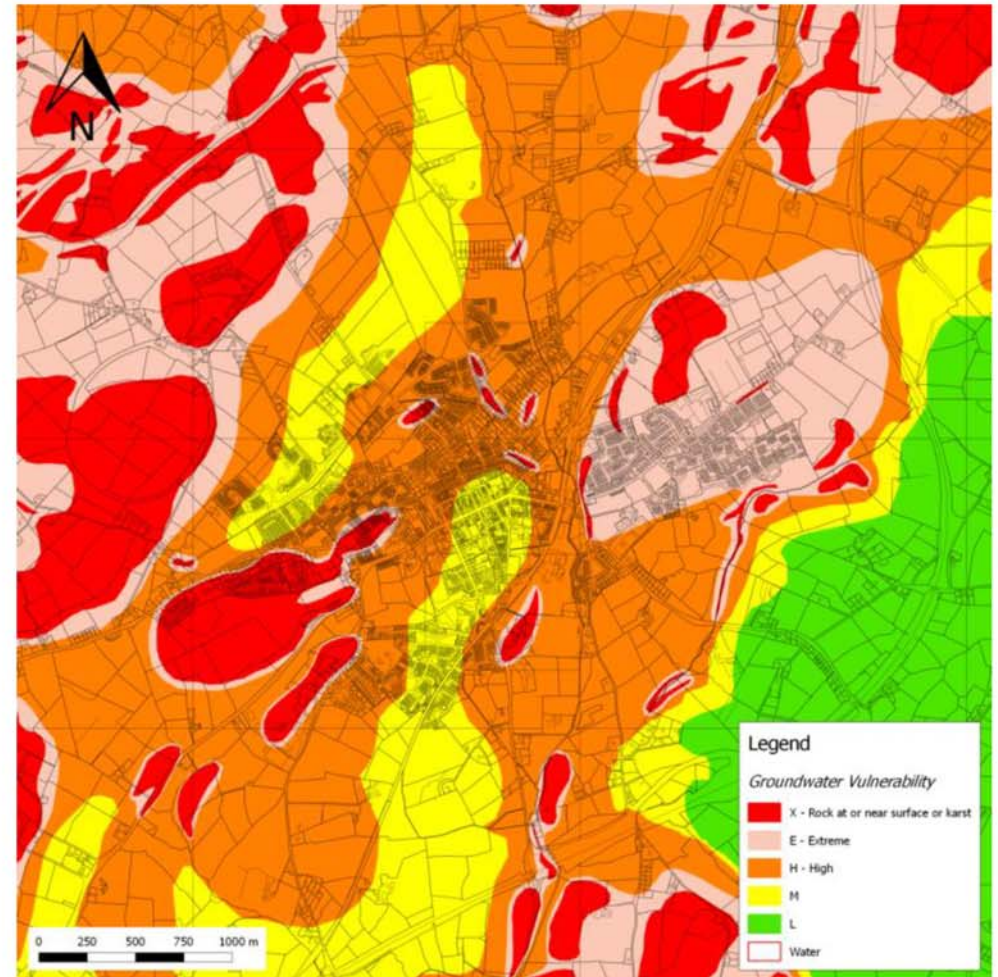 N
Legend
Groundwater Vulnerability
X - Rock at or near surface or karst
E - Extreme
H - High
M
L
Water
0 250 500 750 1000 m